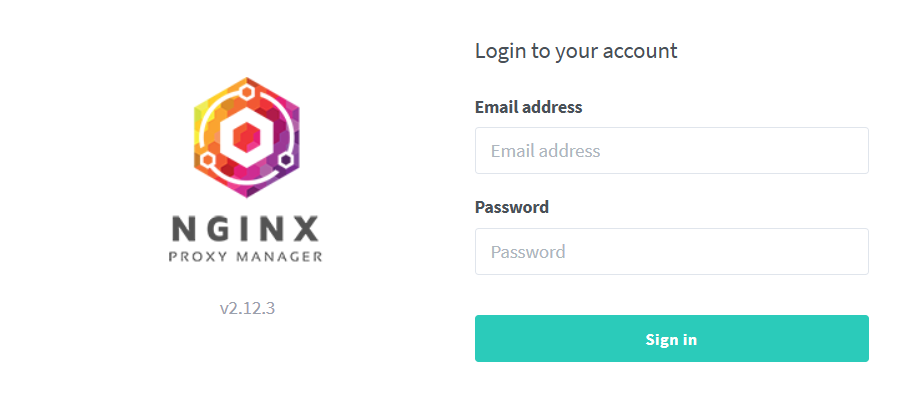 NGINX
PROXY MANAGER
v2.12.3
Login to your account
Email address
Email address
Password
Password
Sign in